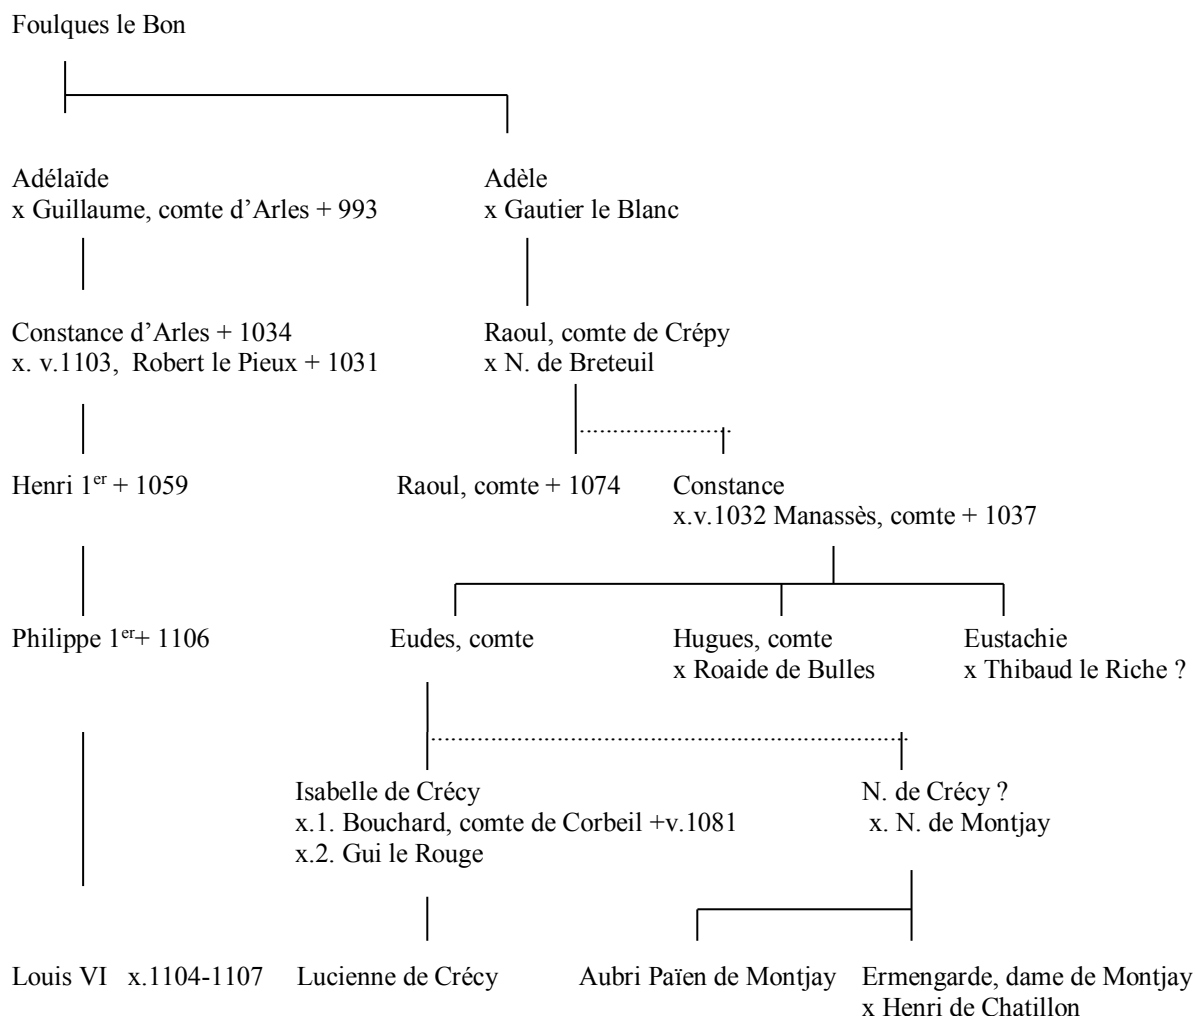 Foulques le Bon
Adélaïde
x Guillaume, comte d’Arles + 993
Adèle
x Gautier le Blanc
Constance d’Arles + 1034
x. v.1103, Robert le Pieux + 1031
Raoul, comte de Crépy
x N. de Breteuil
Henri 1er + 1059
Raoul, comte + 1074
Constance
x.v.1032 Manassès, comte + 1037
Philippe 1er+ 1106
Eudes, comte
Hugues, comte
x Roaide de Bulles
Eustachie
x Thibaud le Riche ?
Isabelle de Crécy
x.1. Bouchard, comte de Corbeil +v.1081
x.2. Gui le Rouge
N. de Crécy ?
x. N. de Montjay
Louis VI x.1104-1107
Lucienne de Crécy
Aubri Païen de Montjay
Ermengarde, dame de Montjay
x Henri de Chatillon